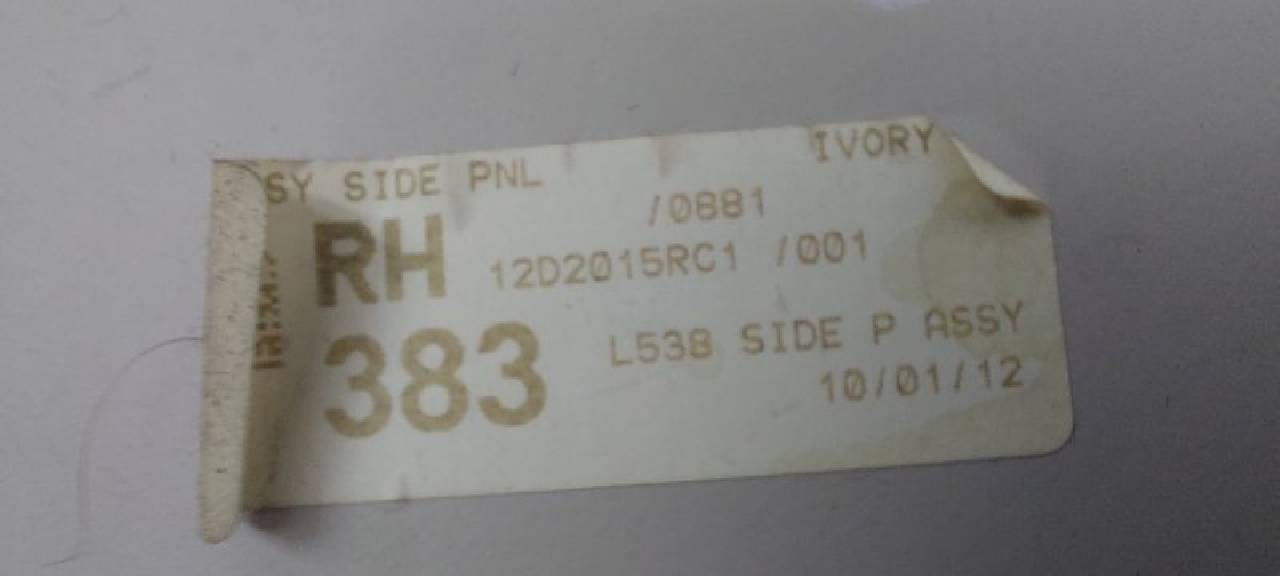 SY SIDE PNL IVORY
RH /0881
12D2015RC1 /001
383 L538 SIDE P ASSY
10/01/12